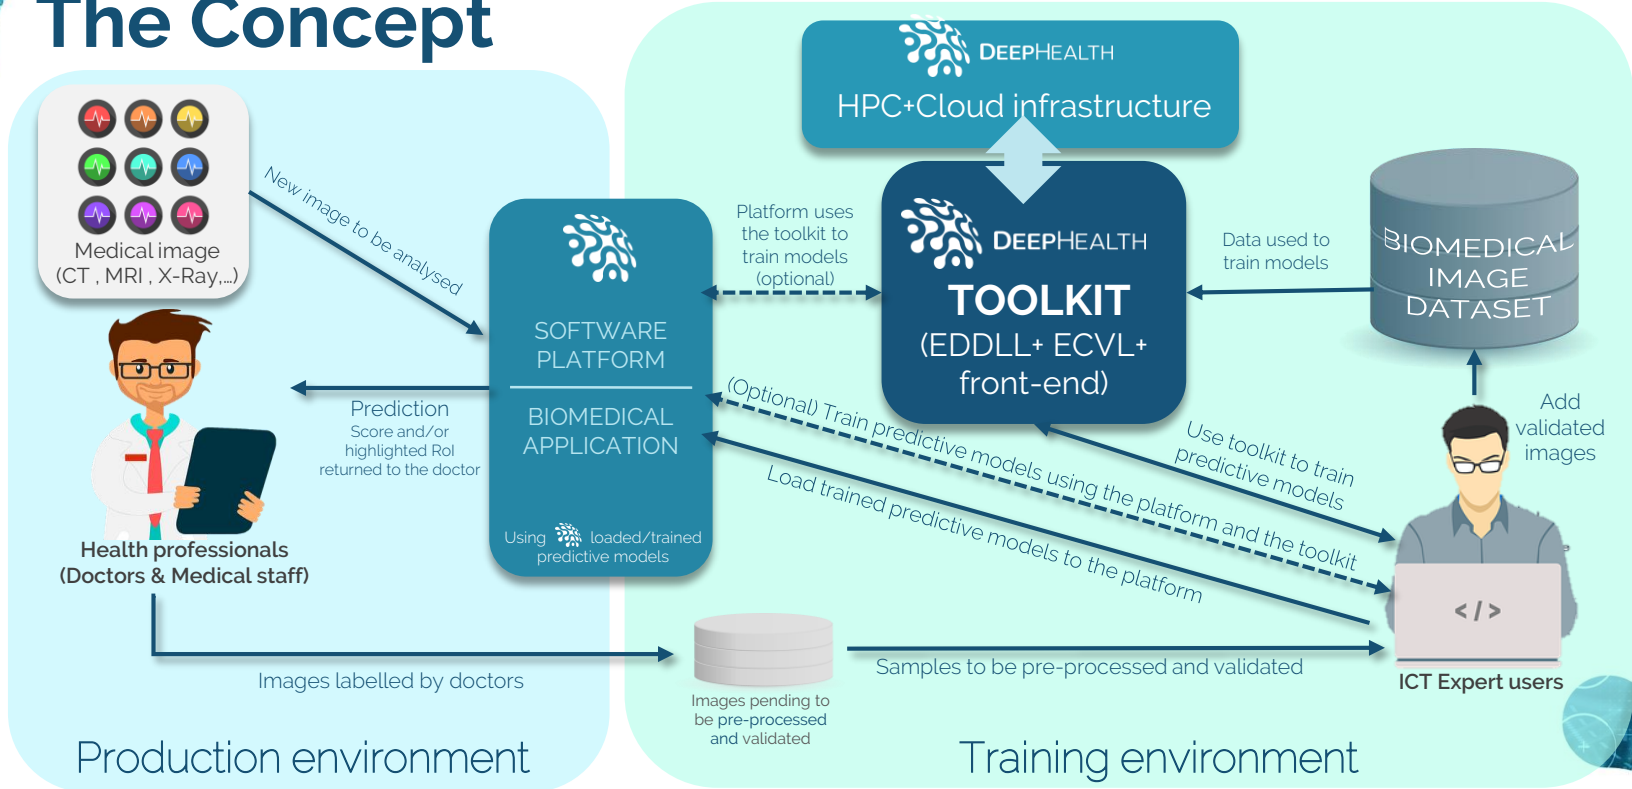 The Concept
DEEPHEALTH
HPC+Cloud infrastructure
Medical image
(CT , MRI , X-Ray,...)
New image to be analysed
SOFTWARE
PLATFORM
BIOMEDICAL
APPLICATION
Using loaded/trained
predictive models
Platform uses
the toolkit to
train models
(optional)
DEEPHEALTH
TOOLKIT
(EDDLL+ ECVL+
front-end)
Data used to
train models
BIOMEDICAL
IMAGE
DATASET
Prediction
Score and/or
highlighted RoI
returned to the doctor
Health professionals
(Doctors & Medical staff)
(Optional) Train predictive models using the platform and the toolkit
Load trained predictive models to the platform
Use toolkit to train
predictive models
Add
validated
images
</>
ICT Expert users
Images labelled by doctors
Images pending to
be pre-processed
and validated
Samples to be pre-processed and validated
Production environment
Training environment